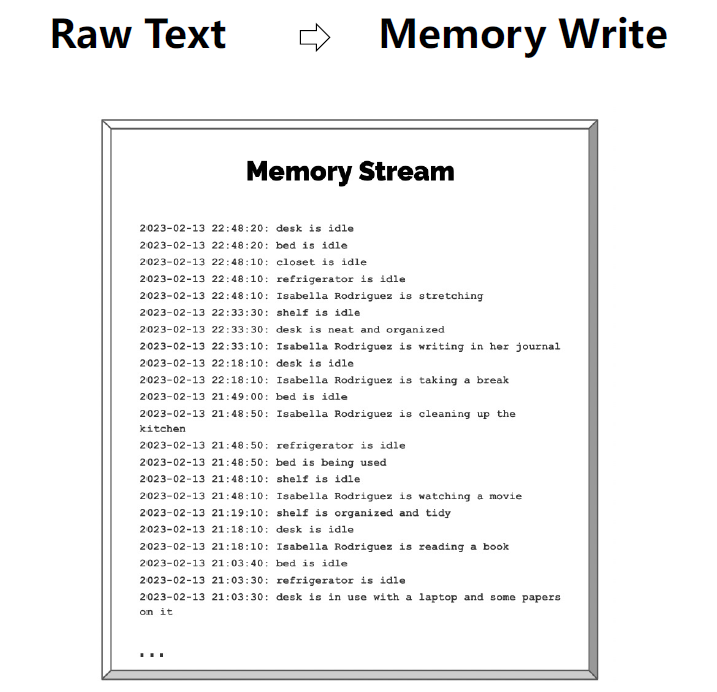 Raw Text ⇨ Memory Write
Memory Stream
2023-02-13 22:48:20: desk is idle
2023-02-13 22:48:20: bed is idle
2023-02-13 22:48:10: closet is idle
2023-02-13 22:48:10: refrigerator is idle
2023-02-13 22:48:10: Isabella Rodriguez is stretching
2023-02-13 22:33:30: shelf is idle
2023-02-13 22:33:30: desk is neat and organized
2023-02-13 22:33:10: Isabella Rodriguez is writing in her journal
2023-02-13 22:18:10: desk is idle
2023-02-13 22:18:10: Isabella Rodriguez is taking a break
2023-02-13 21:49:00: bed is idle
2023-02-13 21:48:50: Isabella Rodriguez is cleaning up the
kitchen
2023-02-13 21:48:50: refrigerator is idle
2023-02-13 21:48:50: bed is being used
2023-02-13 21:48:10: shelf is idle
2023-02-13 21:48:10: Isabella Rodriguez is watching a movie
2023-02-13 21:19:10: shelf is organized and tidy
2023-02-13 21:18:10: desk is idle
2023-02-13 21:18:10: Isabella Rodriguez is reading a book
2023-02-13 21:03:40: bed is idle
2023-02-13 21:03:30: refrigerator is idle
2023-02-13 21:03:30: desk is in use with a laptop and some papers
on it
...